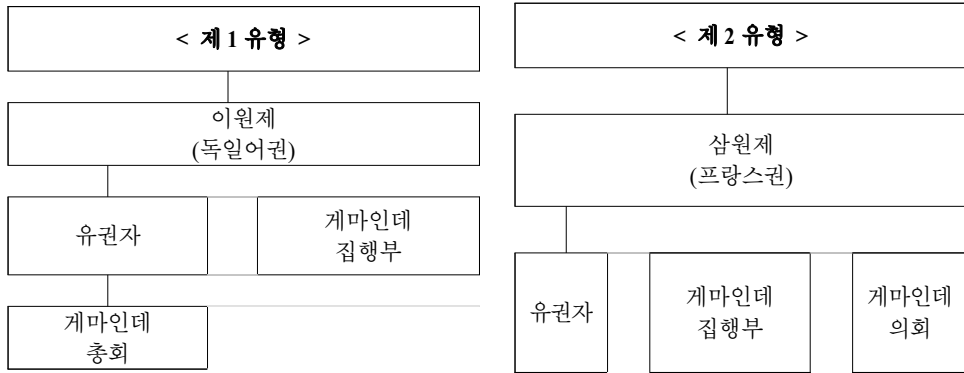 < 제 1 유형 >
이원제
(독일어권)
유권자
게마인데
집행부
게마인데
총회
< 제 2 유형 >
삼원제
(프랑스권)
유권자
게마인데
집행부
게마인데
의회